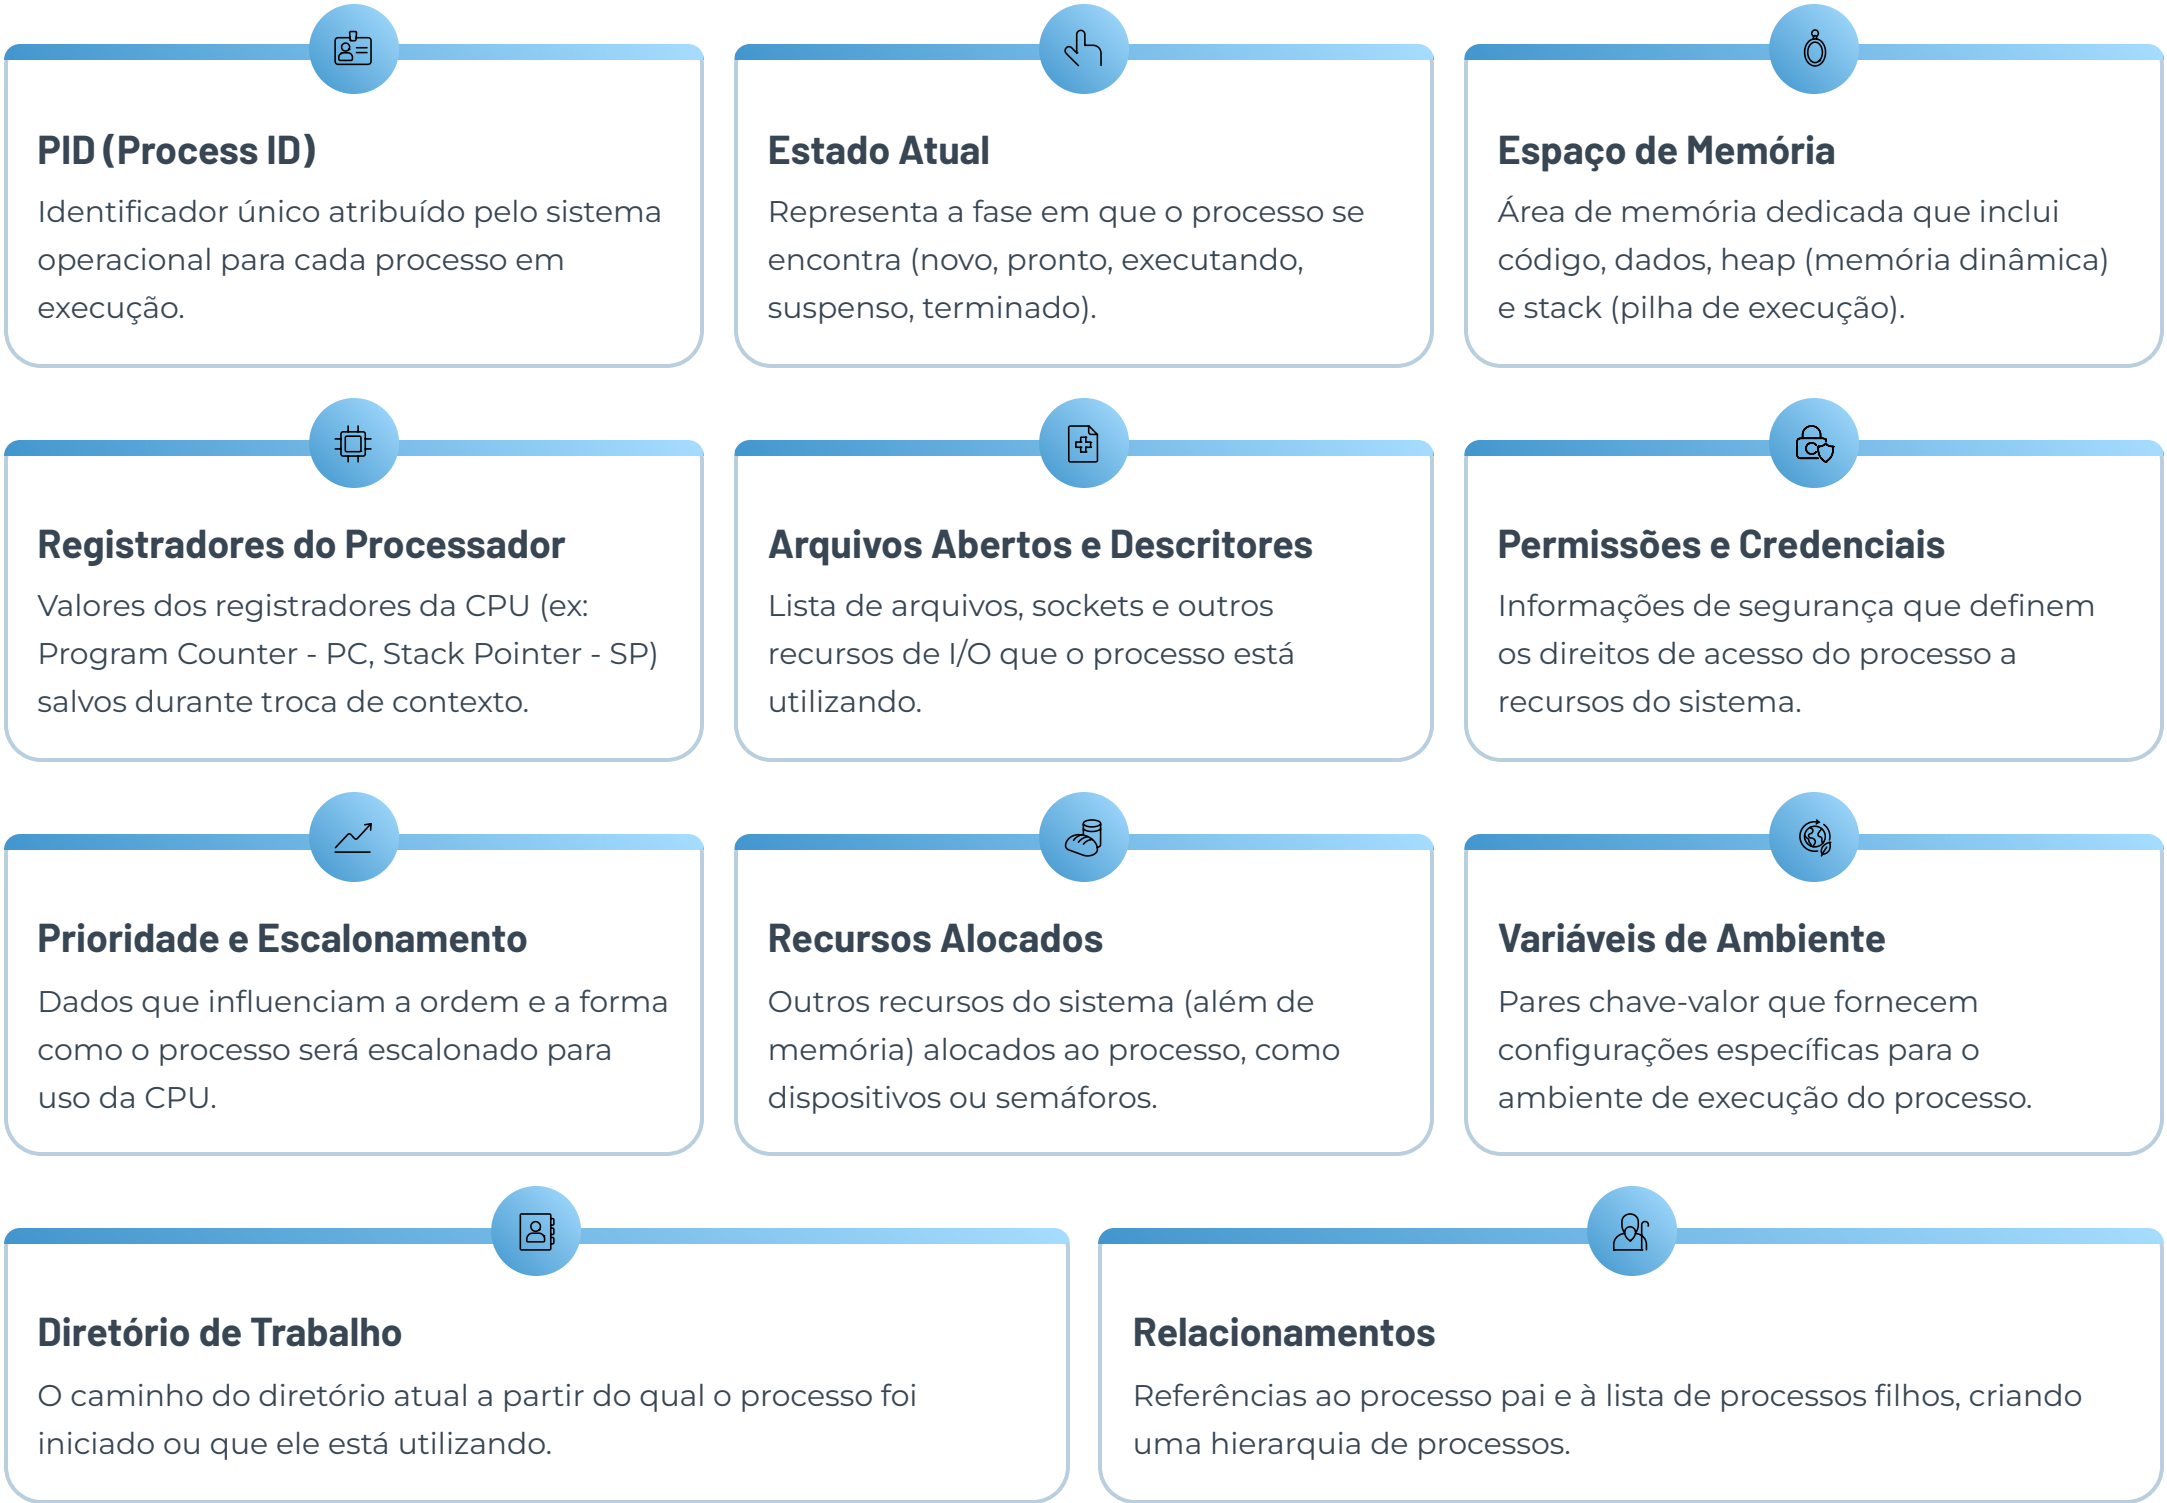 PID (Process ID)
Identificador único atribuído pelo sistema
operacional para cada processo em
execução.
Estado Atual
Representa a fase em que o processo se
encontra (novo, pronto, executando,
suspenso, terminado).
Espaço de Memória
Área de memória dedicada que inclui
código, dados, heap (memória dinâmica)
e stack (pilha de execução).
Registradores do Processador
Valores dos registradores da CPU (ex:
Program Counter - PC, Stack Pointer - SP)
salvos durante troca de contexto.
Arquivos Abertos e Descritores
Lista de arquivos, sockets e outros
recursos de I/O que o processo está
utilizando.
Permissões e Credenciais
Informações de segurança que definem
os direitos de acesso do processo a
recursos do sistema.
Prioridade e Escalonamento
Dados que influenciam a ordem e a forma
como o processo será escalonado para
uso da CPU.
Recursos Alocados
Outros recursos do sistema (além de
memória) alocados ao processo, como
dispositivos ou semáforos.
Variáveis de Ambiente
Pares chave-valor que fornecem
configurações específicas para o
ambiente de execução do processo.
Diretório de Trabalho
O caminho do diretório atual a partir do qual o processo foi
iniciado ou que ele está utilizando.
Relacionamentos
Referências ao processo pai e à lista de processos filhos, criando
uma hierarquia de processos.